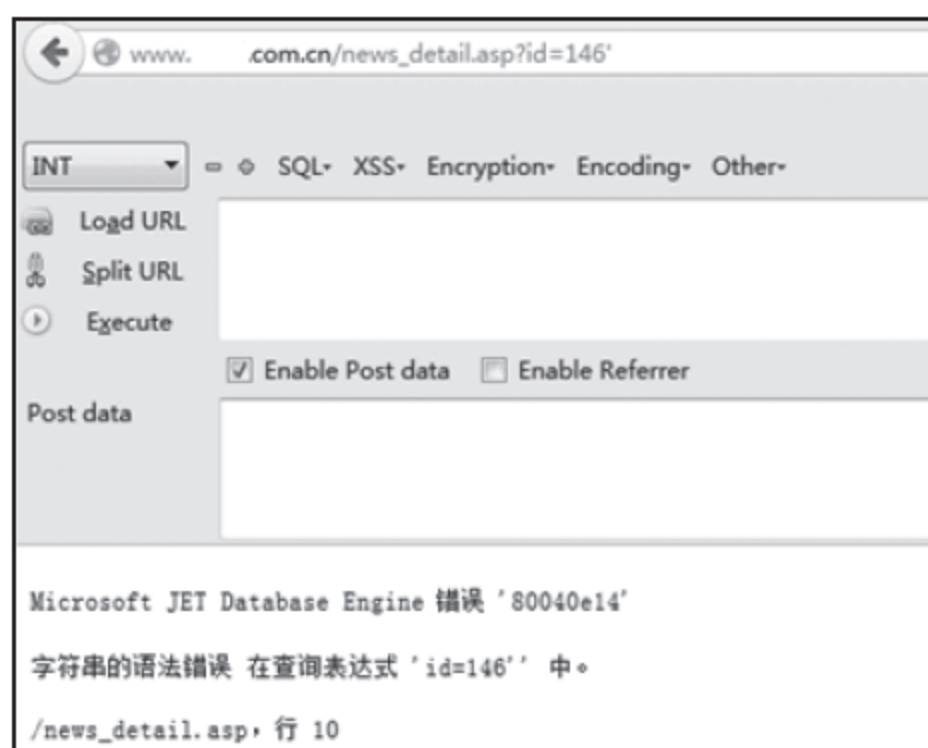 www. .com.cn/news_detail.asp?id=146'
INT SQL XSS Encryption Encoding Other
Load URL
Split URL
Execute
Enable Post data Enable Referrer
Post data
Microsoft JET Database Engine 错误 '80040e14'
字符串的语法错误 在查询表达式 'id=146'' 中。
/news_detail.asp，行 10